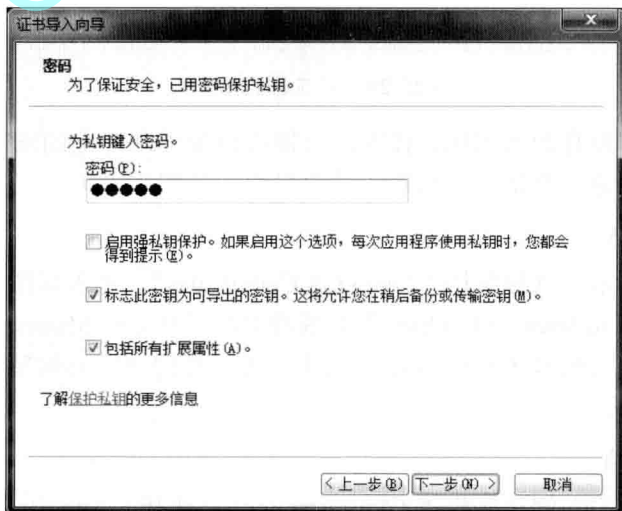 证书导入向导
密码
为了保证安全，已用密码保护私钥。
为私钥键入密码。
密码(P):
●●●●●
启用强私钥保护。如果启用这个选项，每次应用程序使用私钥时，您都会
得到提示(E)。
标志此密钥为可导出的密钥。这将允许您在稍后备份或传输密钥(M)。
包括所有扩展属性(A)。
了解保护私钥的更多信息
< 上一步(B)
下一步(N) >
取消